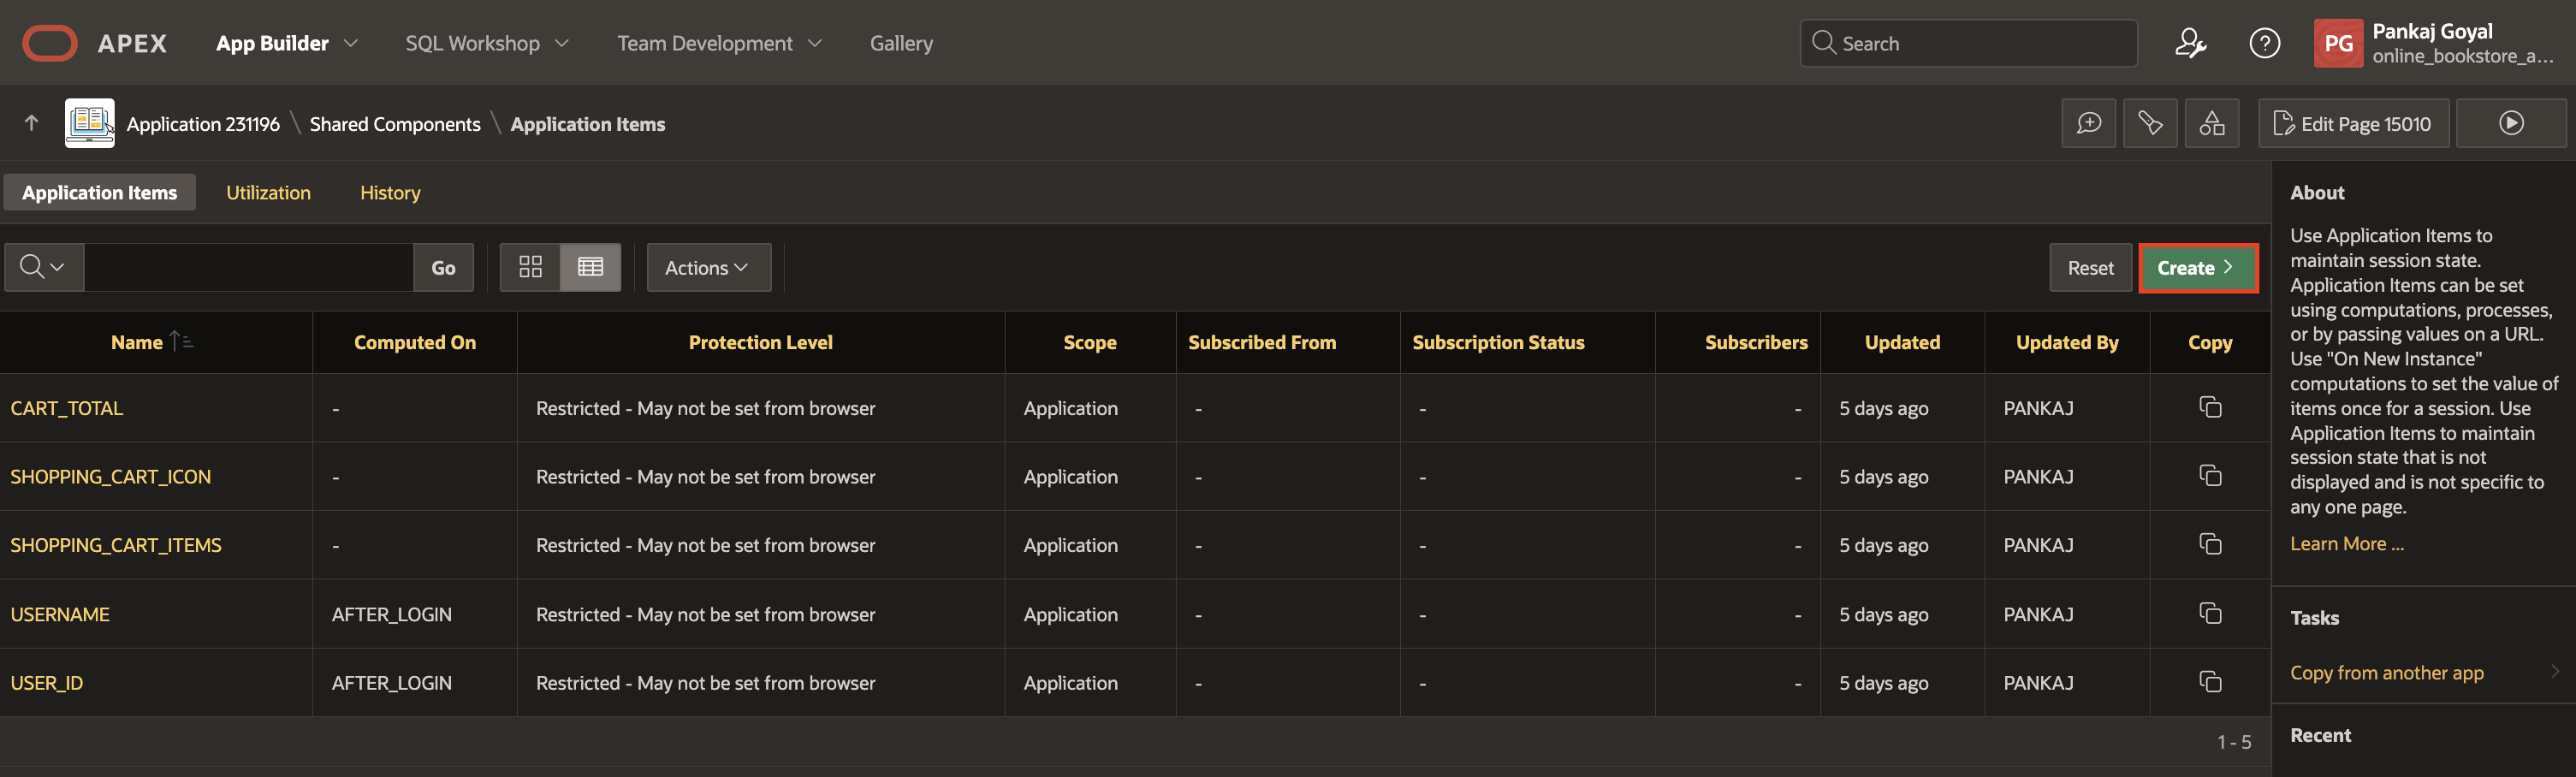 APEX App Builder SQL Workshop Team Development Gallery Search PG Pankaj Goyal
online_bookstore_a...
Application 231196 \ Shared Components \ Application Items Edit Page 15010
Application Items Utilization History
Go Actions Reset Create
Name Computed On Protection Level Scope Subscribed From Subscription Status Subscribers Updated Updated By Copy
CART_TOTAL - Restricted - May not be set from browser Application - - - 5 days ago PANKAJ
SHOPPING_CART_ICON - Restricted - May not be set from browser Application - - - 5 days ago PANKAJ
SHOPPING_CART_ITEMS - Restricted - May not be set from browser Application - - - 5 days ago PANKAJ
USERNAME AFTER_LOGIN Restricted - May not be set from browser Application - - - 5 days ago PANKAJ
USER_ID AFTER_LOGIN Restricted - May not be set from browser Application - - - 5 days ago PANKAJ
1 - 5
About
Use Application Items to
maintain session state.
Application Items can be set
using computations, processes,
or by passing values on a URL.
Use "On New Instance"
computations to set the value of
items once for a session. Use
Application Items to maintain
session state that is not
displayed and is not specific to
any one page.
Learn More ...
Tasks
Copy from another app
Recent